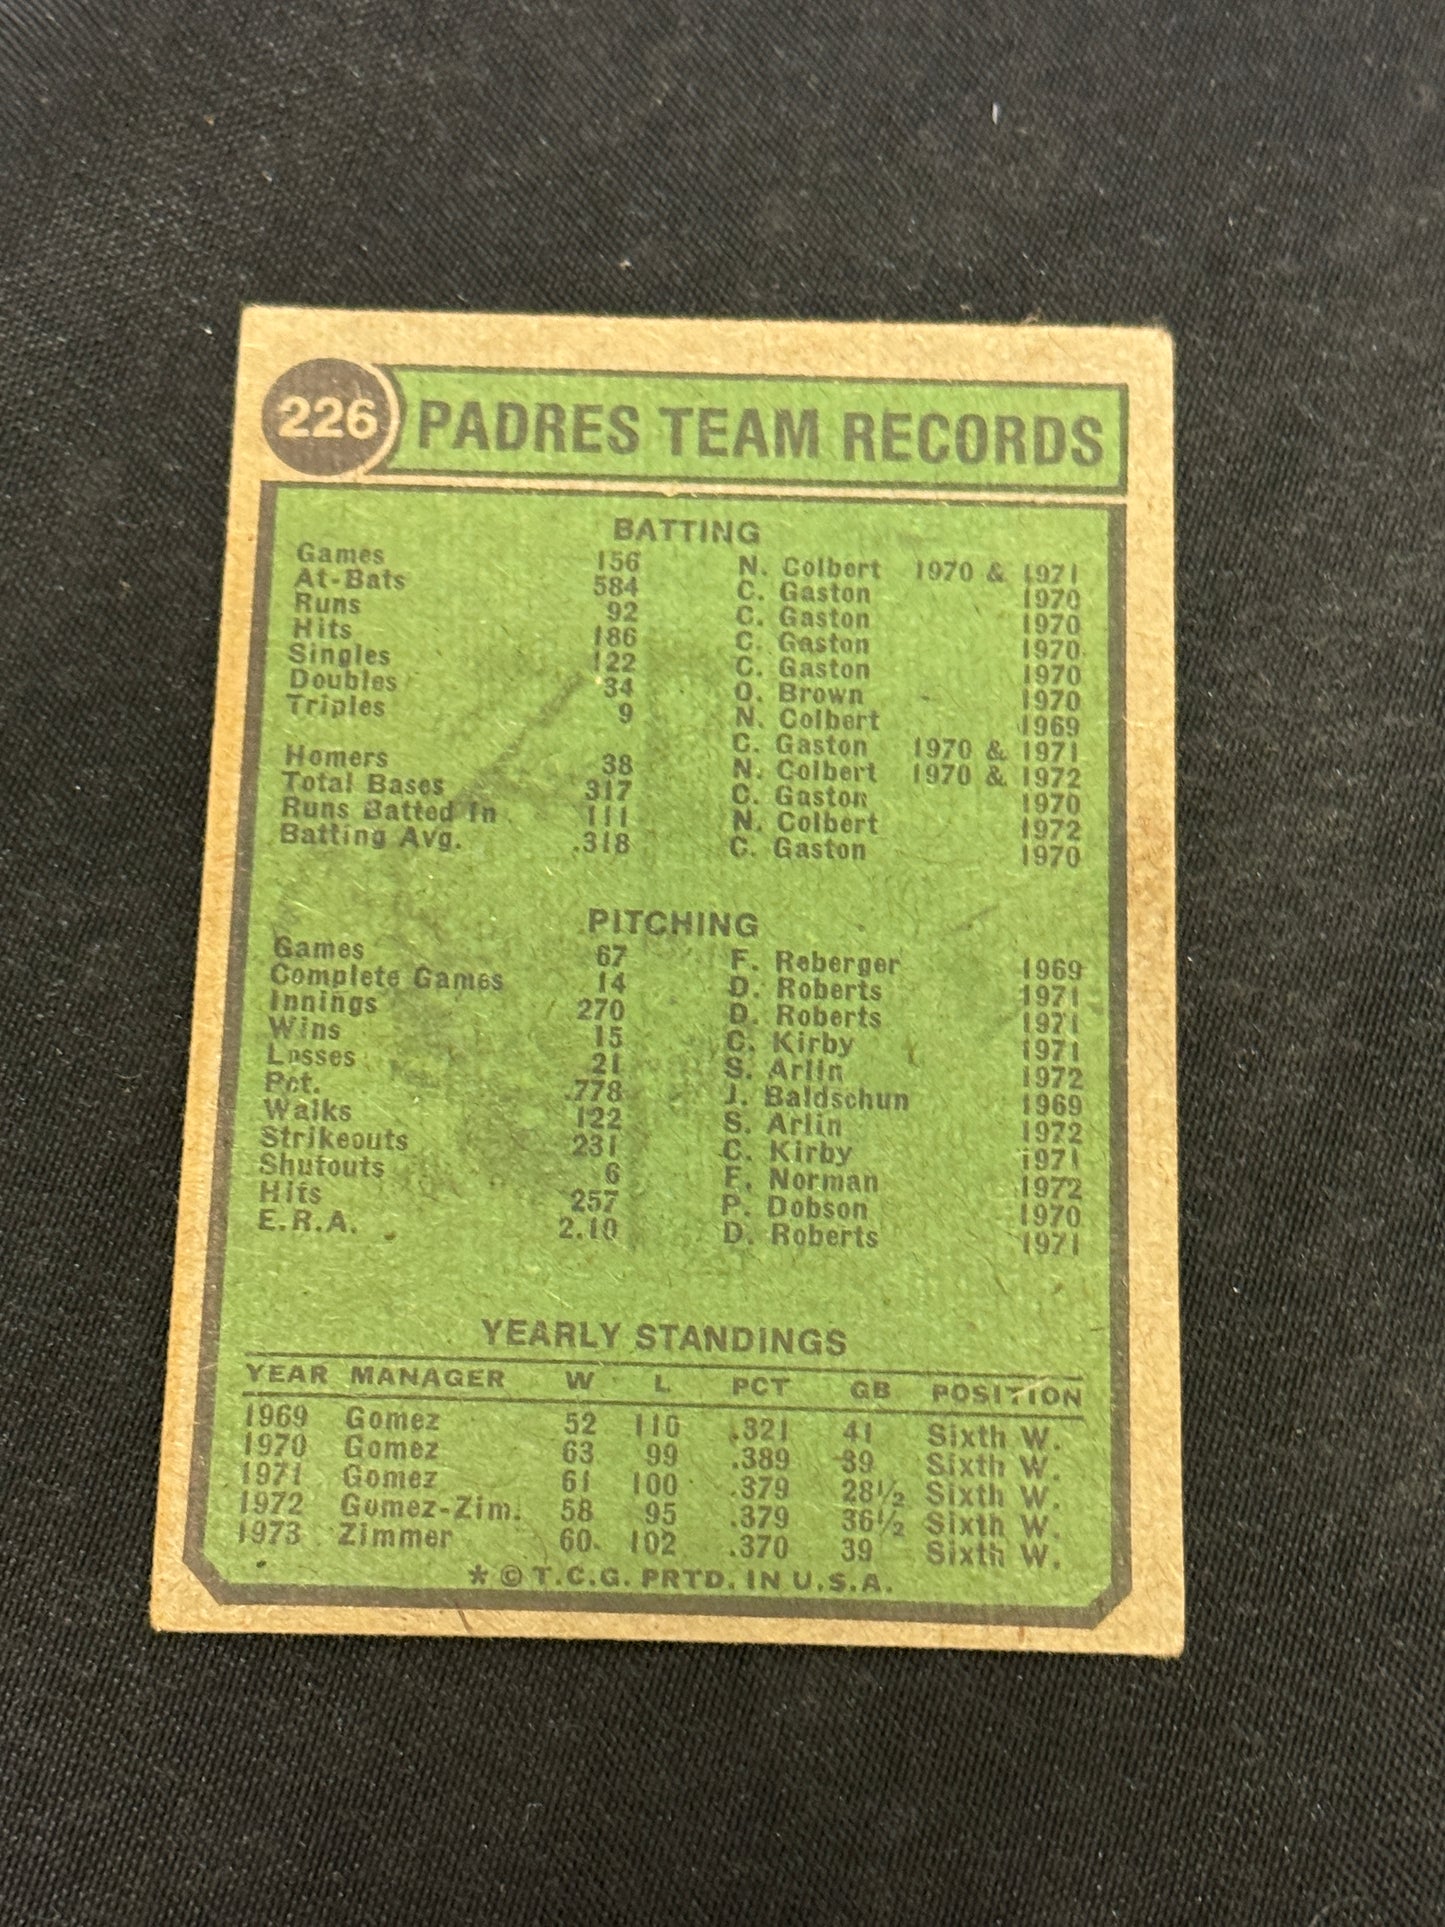 226 PADRES TEAM RECORDS
BATTING
Games 156 N. Colbert 1970 & 1971
At-Bats 584 C. Gaston 1970
Runs 92 C. Gaston 1970
Hits 186 C. Gaston 1970
Singles 122 C. Gaston 1970
Doubles 34 O. Brown 1970
Triples 9 N. Colbert 1969
C. Gaston 1970 & 1971
Homers 38 N. Colbert 1970 & 1972
Total Bases 317 C. Gaston 1970
Runs Batted In 111 N. Colbert 1972
Batting Avg. .318 C. Gaston 1970
PITCHING
Games 67 F. Reberger 1969
Complete Games 14 D. Roberts 1971
Innings 270 D. Roberts 1971
Wins 15 C. Kirby 1971
Losses 21 S. Arlin 1972
Pct. .778 J. Baldschun 1969
Walks 122 S. Arlin 1972
Strikeouts 231 C. Kirby 1971
Shutouts 6 F. Norman 1972
Hits 257 P. Dobson 1970
E.R.A. 2.10 D. Roberts 1971
YEARLY STANDINGS
YEAR MANAGER W L PCT GB POSITION
1969 Gomez 52 110 .321 41 Sixth W.
1970 Gomez 63 99 .389 39 Sixth W.
1971 Gomez 61 100 .379 28½ Sixth W.
1972 Gomez-Zim. 58 95 .379 36½ Sixth W.
1973 Zimmer 60 102 .370 39 Sixth W.
* © T.C.G. PRTD. IN U.S.A.